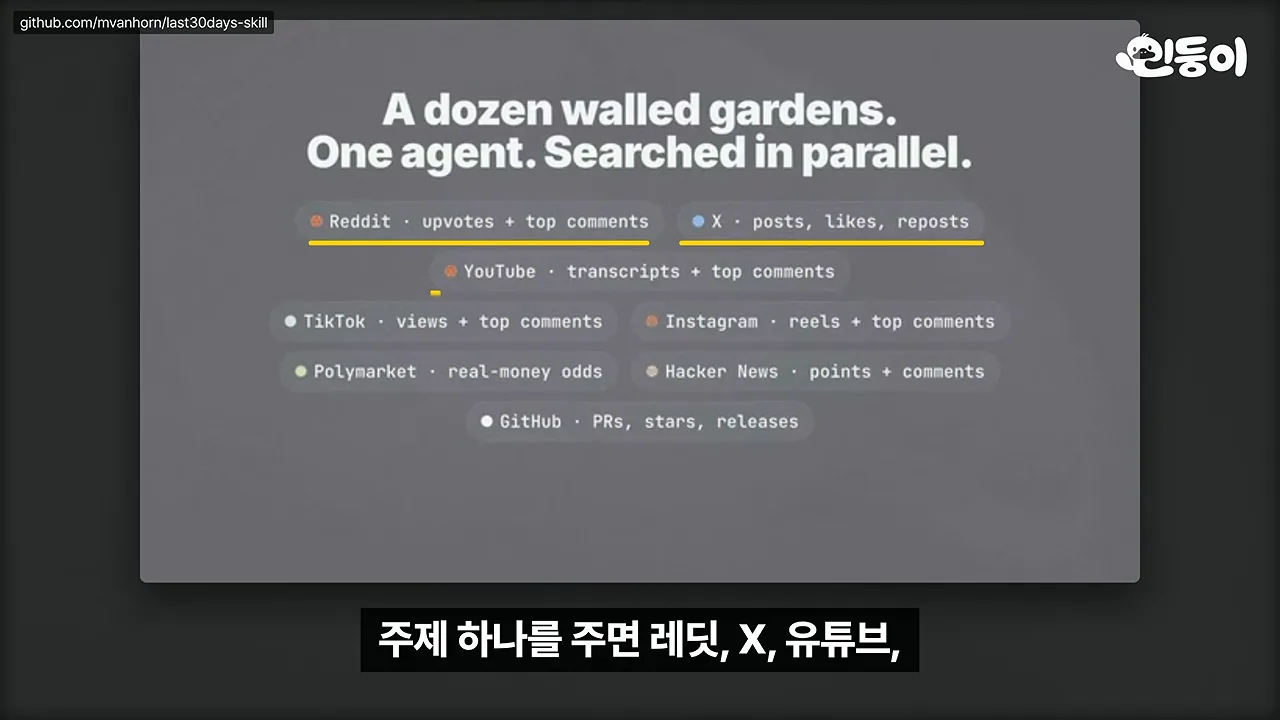 github.com/mvanhorn/last30days-skill
인둥이
A dozen walled gardens.
One agent. Searched in parallel.
Reddit · upvotes + top comments
X · posts, likes, reposts
YouTube · transcripts + top comments
TikTok · views + top comments
Instagram · reels + top comments
Polymarket · real-money odds
Hacker News · points + comments
GitHub · PRs, stars, releases
주제 하나를 주면 레딧, X, 유튜브,